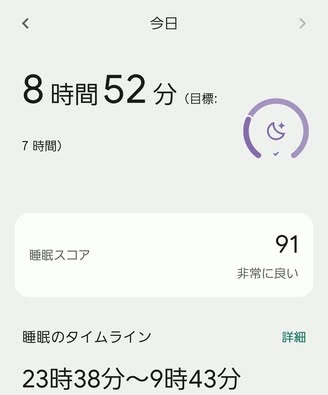 今日
8 時間 52 分 (目標:
7 時間)
睡眠スコア
91
非常に良い
睡眠のタイムライン
詳細
23時38分～9時43分